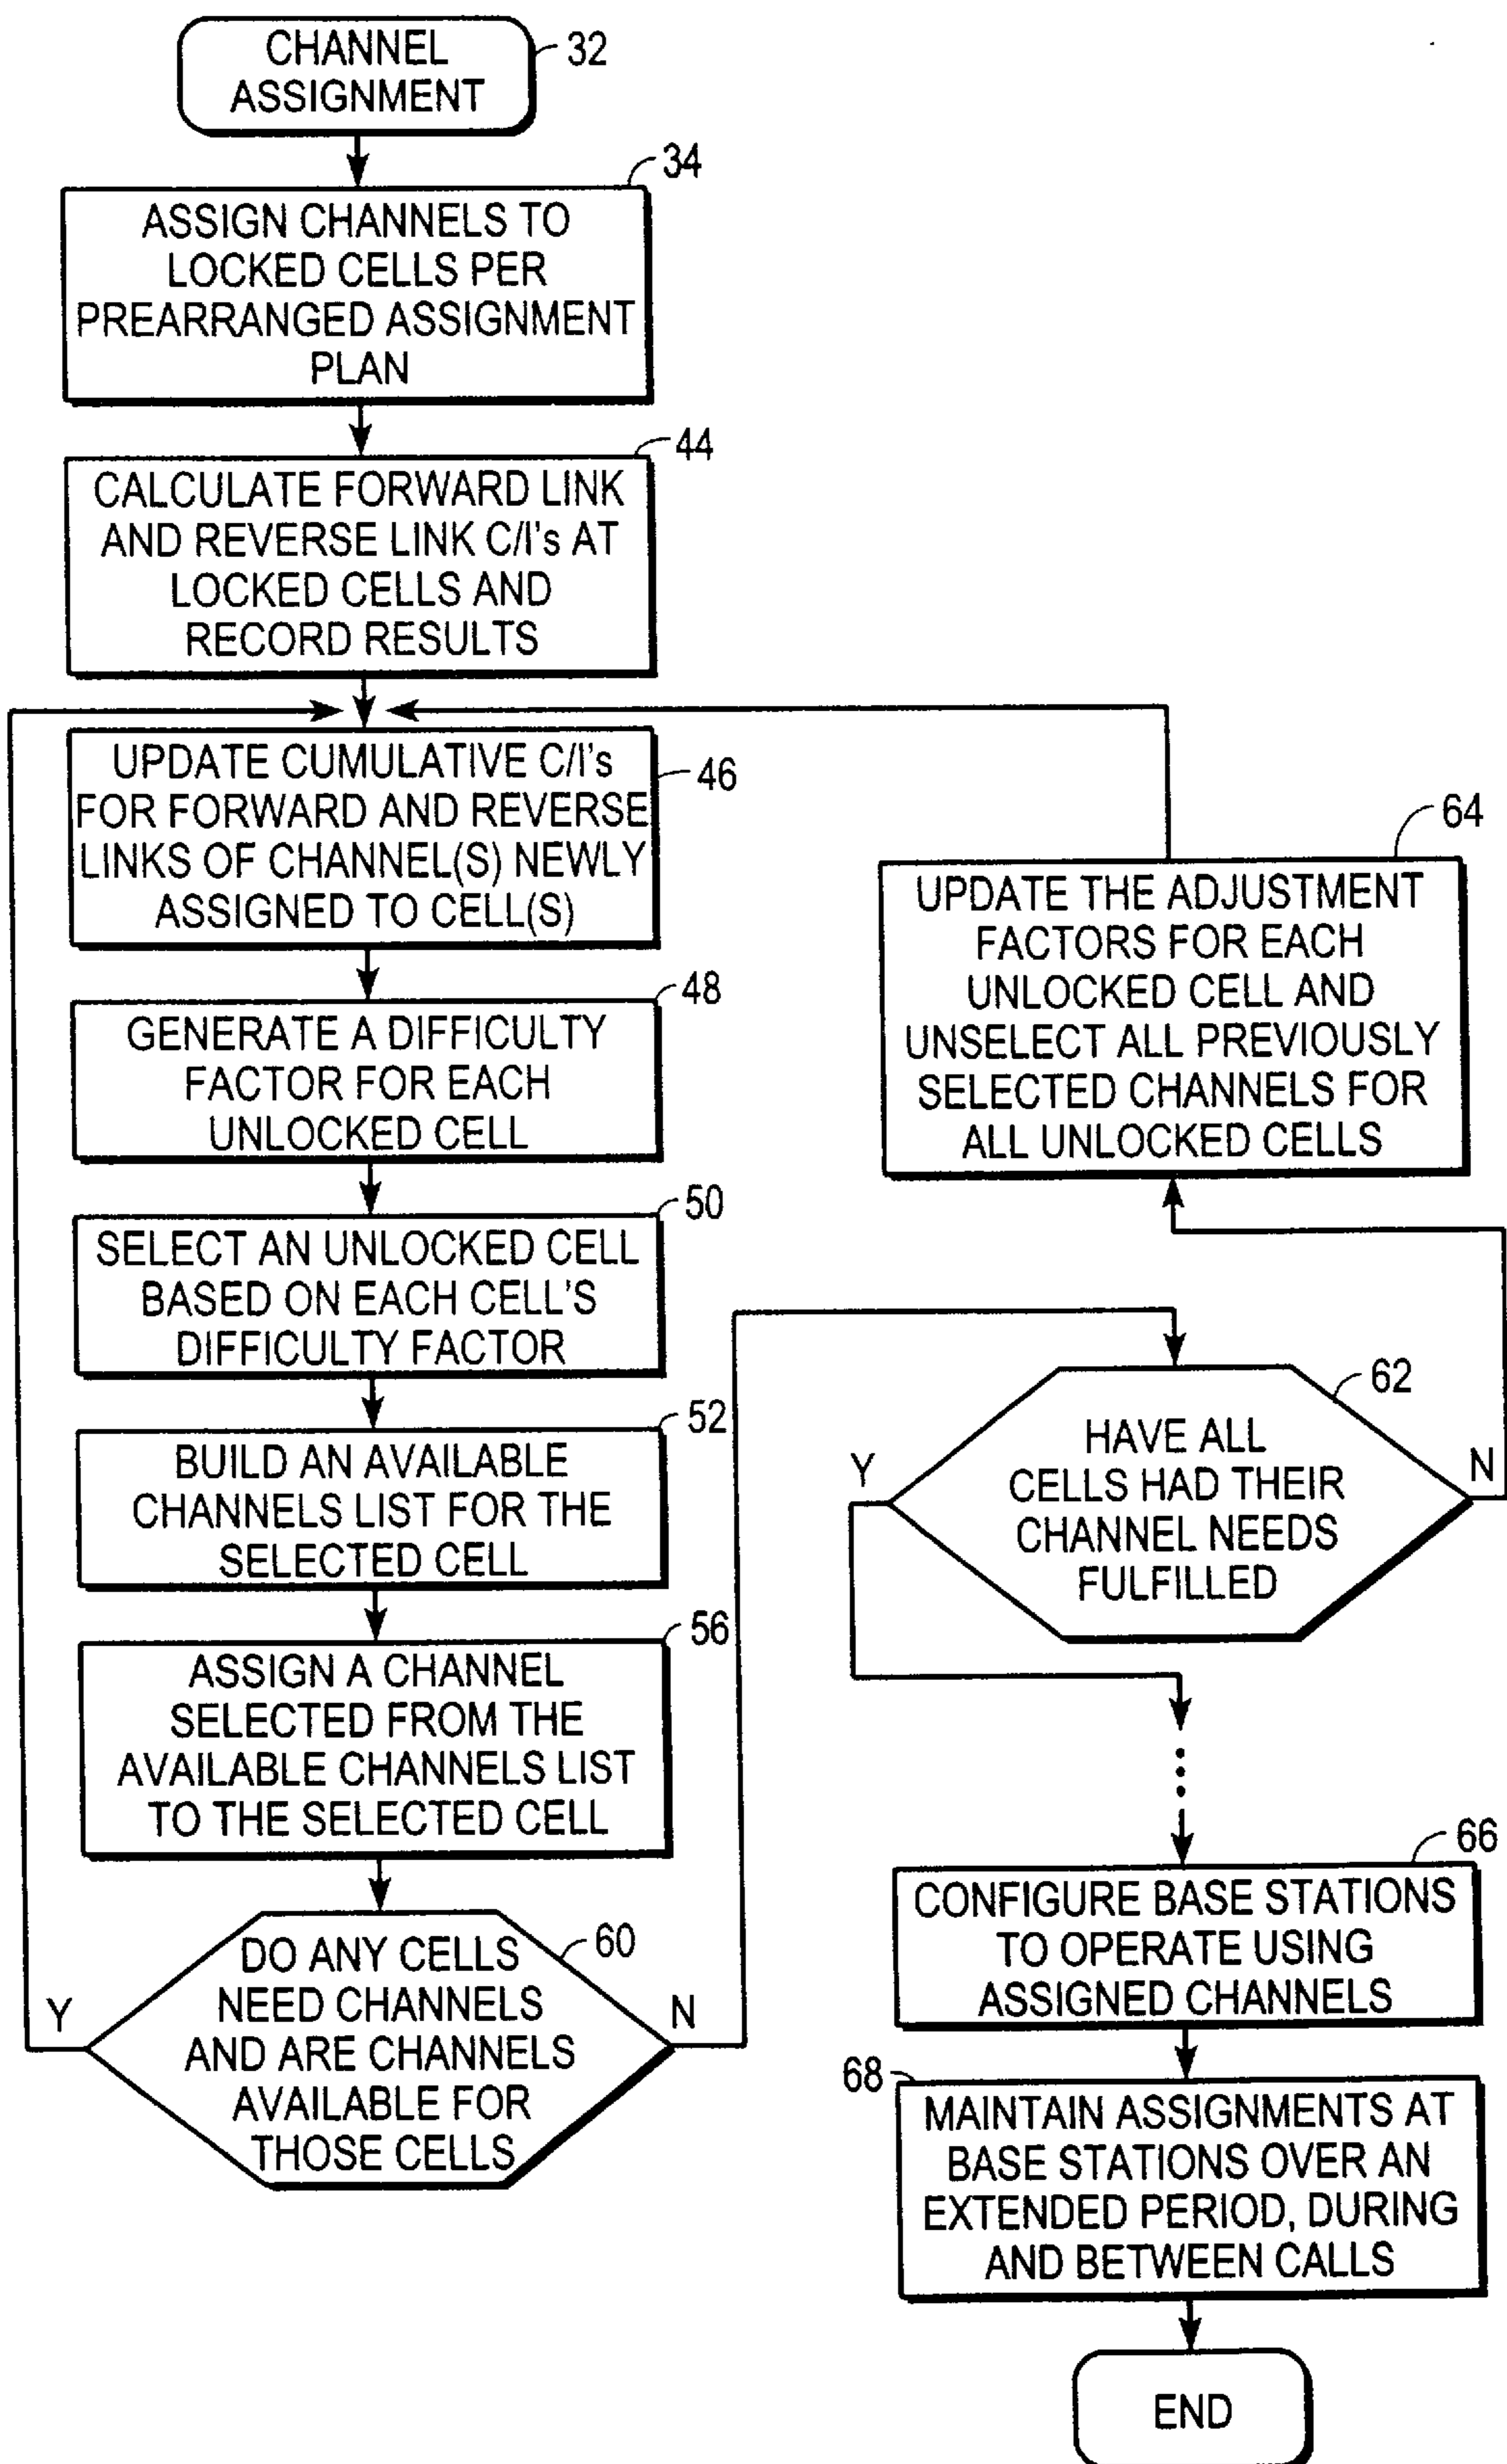 CHANNEL
ASSIGNMENT
32
34
ASSIGN CHANNELS TO
LOCKED CELLS PER
PREARRANGED ASSIGNMENT
PLAN
44
CALCULATE FORWARD LINK
AND REVERSE LINK C/I's AT
LOCKED CELLS AND
RECORD RESULTS
UPDATE CUMULATIVE C/I's
FOR FORWARD AND REVERSE
LINKS OF CHANNEL(S) NEWLY
ASSIGNED TO CELL(S)
46
48
GENERATE A DIFFICULTY
FACTOR FOR EACH
UNLOCKED CELL
50
SELECT AN UNLOCKED CELL
BASED ON EACH CELL'S
DIFFICULTY FACTOR
52
BUILD AN AVAILABLE
CHANNELS LIST FOR THE
SELECTED CELL
56
ASSIGN A CHANNEL
SELECTED FROM THE
AVAILABLE CHANNELS LIST
TO THE SELECTED CELL
60
DO ANY CELLS
NEED CHANNELS
AND ARE CHANNELS
AVAILABLE FOR
THOSE CELLS
Y
N
64
UPDATE THE ADJUSTMENT
FACTORS FOR EACH
UNLOCKED CELL AND
UNSELECT ALL PREVIOUSLY
SELECTED CHANNELS FOR
ALL UNLOCKED CELLS
62
HAVE ALL
CELLS HAD THEIR
CHANNEL NEEDS
FULFILLED
Y
N
66
CONFIGURE BASE STATIONS
TO OPERATE USING
ASSIGNED CHANNELS
68
MAINTAIN ASSIGNMENTS AT
BASE STATIONS OVER AN
EXTENDED PERIOD, DURING
AND BETWEEN CALLS
END